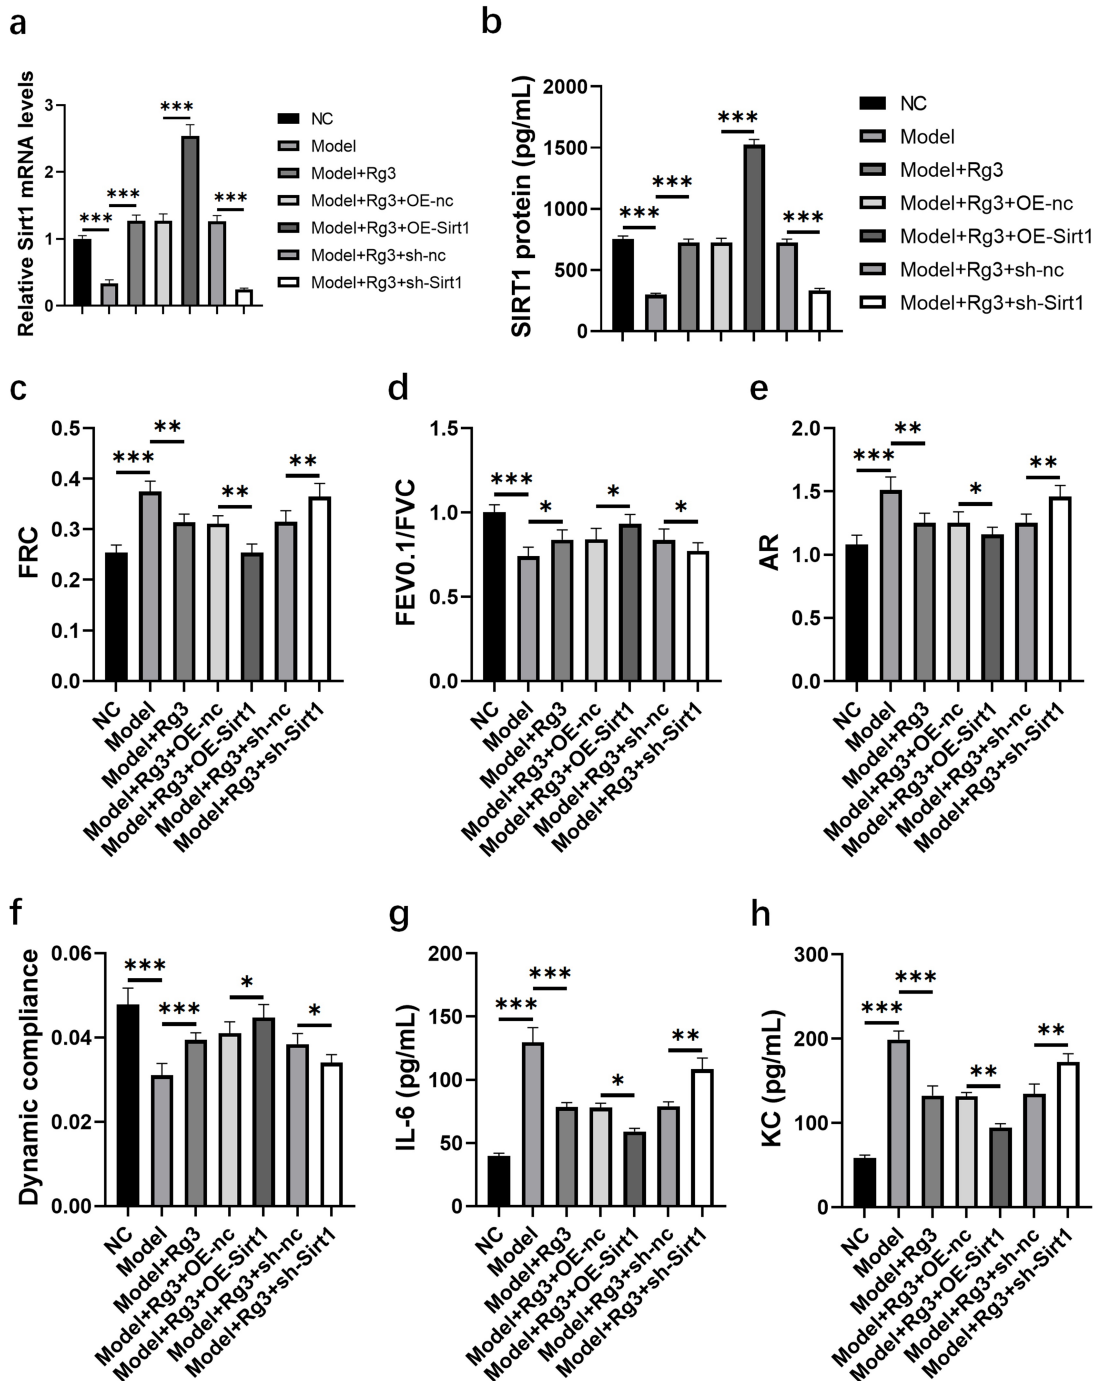 a
Relative Sirt1 mRNA levels
3
2
1
0
***
***
***
***
NC
Model
Model+Rg3
Model+Rg3+OE-nc
Model+Rg3+OE-Sirt1
Model+Rg3+sh-nc
Model+Rg3+sh-Sirt1
b
SIRT1 protein (pg/mL)
2000
1500
1000
500
0
***
***
***
***
NC
Model
Model+Rg3
Model+Rg3+OE-nc
Model+Rg3+OE-Sirt1
Model+Rg3+sh-nc
Model+Rg3+sh-Sirt1
c
FRC
0.5
0.4
0.3
0.2
0.1
0.0
***
**
**
**
NC
Model
Model+Rg3
Model+Rg3+OE-nc
Model+Rg3+OE-Sirt1
Model+Rg3+sh-nc
Model+Rg3+sh-Sirt1
d
FEV0.1/FVC
1.5
1.0
0.5
0.0
***
*
*
*
NC
Model
Model+Rg3
Model+Rg3+OE-nc
Model+Rg3+OE-Sirt1
Model+Rg3+sh-nc
Model+Rg3+sh-Sirt1
e
AR
2.0
1.5
1.0
0.5
0.0
***
**
*
**
NC
Model
Model+Rg3
Model+Rg3+OE-nc
Model+Rg3+OE-Sirt1
Model+Rg3+sh-nc
Model+Rg3+sh-Sirt1
f
Dynamic compliance
0.06
0.04
0.02
0.00
***
***
*
*
NC
Model
Model+Rg3
Model+Rg3+OE-nc
Model+Rg3+OE-Sirt1
Model+Rg3+sh-nc
Model+Rg3+sh-Sirt1
g
IL-6 (pg/mL)
200
150
100
50
0
***
***
*
**
NC
Model
Model+Rg3
Model+Rg3+OE-nc
Model+Rg3+OE-Sirt1
Model+Rg3+sh-nc
Model+Rg3+sh-Sirt1
h
KC (pg/mL)
300
200
100
0
***
***
**
**
NC
Model
Model+Rg3
Model+Rg3+OE-nc
Model+Rg3+OE-Sirt1
Model+Rg3+sh-nc
Model+Rg3+sh-Sirt1